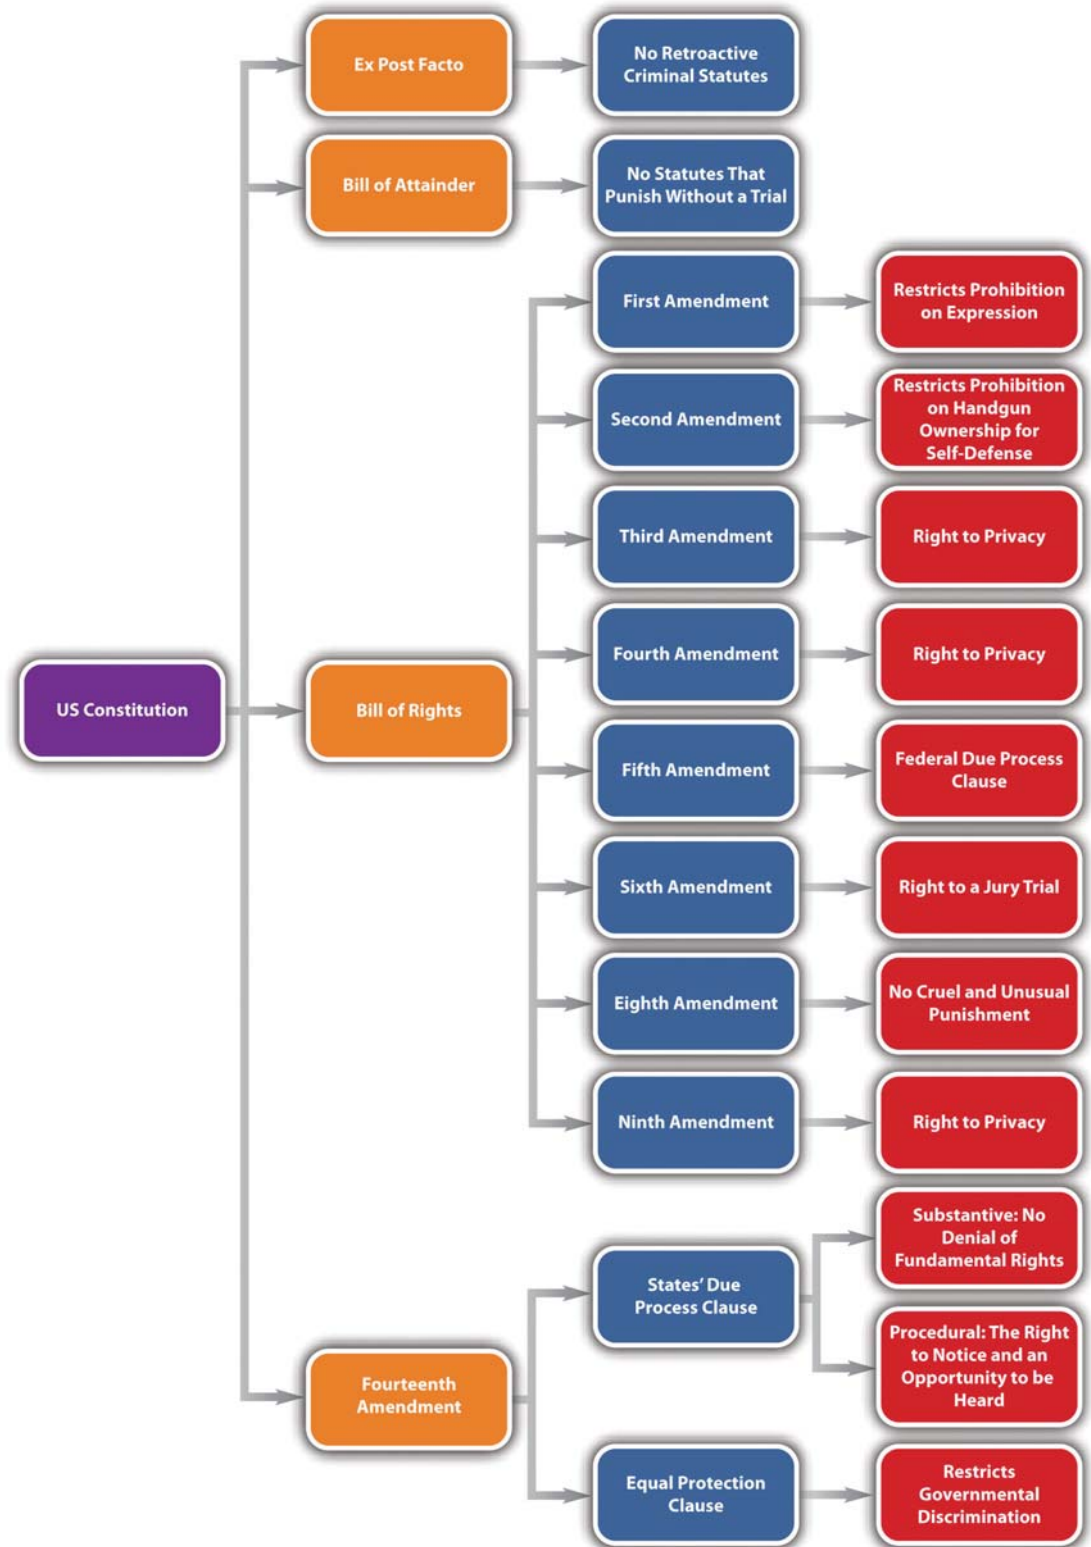 Ex Post Facto
No Retroactive
Criminal Statutes
Bill of Attainder
No Statutes That
Punish Without a Trial
First Amendment
Restricts Prohibition
on Expression
Second Amendment
Restricts Prohibition
on Handgun
Ownership for
Self-Defense
Third Amendment
Right to Privacy
Fourth Amendment
Right to Privacy
US Constitution
Bill of Rights
Fifth Amendment
Federal Due Process
Clause
Sixth Amendment
Right to a Jury Trial
Eighth Amendment
No Cruel and Unusual
Punishment
Ninth Amendment
Right to Privacy
States’ Due
Process Clause
Substantive: No
Denial of
Fundamental Rights
Procedural: The Right
to Notice and an
Opportunity to be
Heard
Fourteenth
Amendment
Equal Protection
Clause
Restricts
Governmental
Discrimination